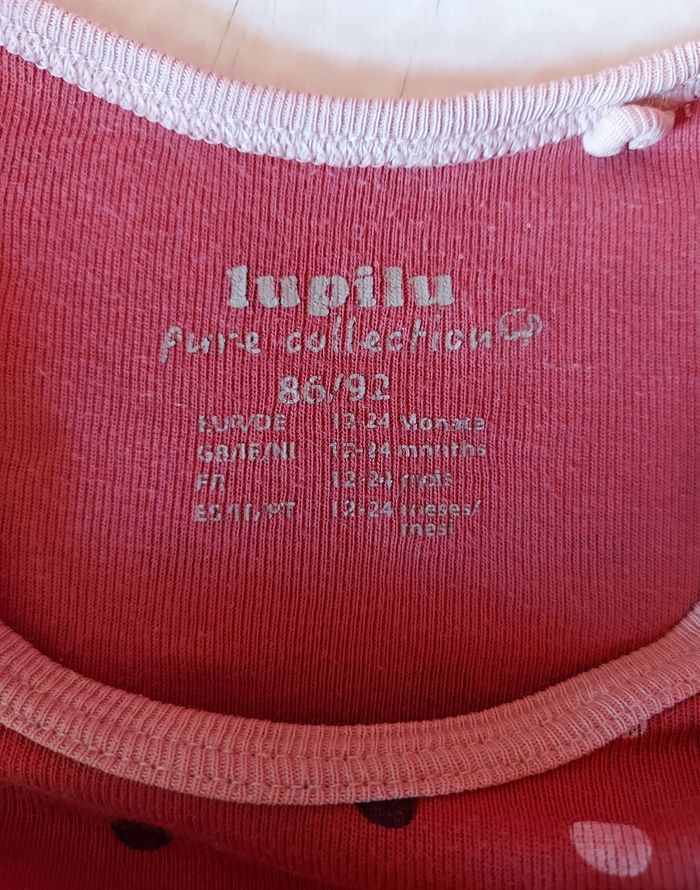 lupilu
pure collection
86/92
EUR/DE 12-24 Monate
GB/IE/NI 12-24 months
FR 12-24 mois
ES/IT/PT 12-24 meses/
mesi